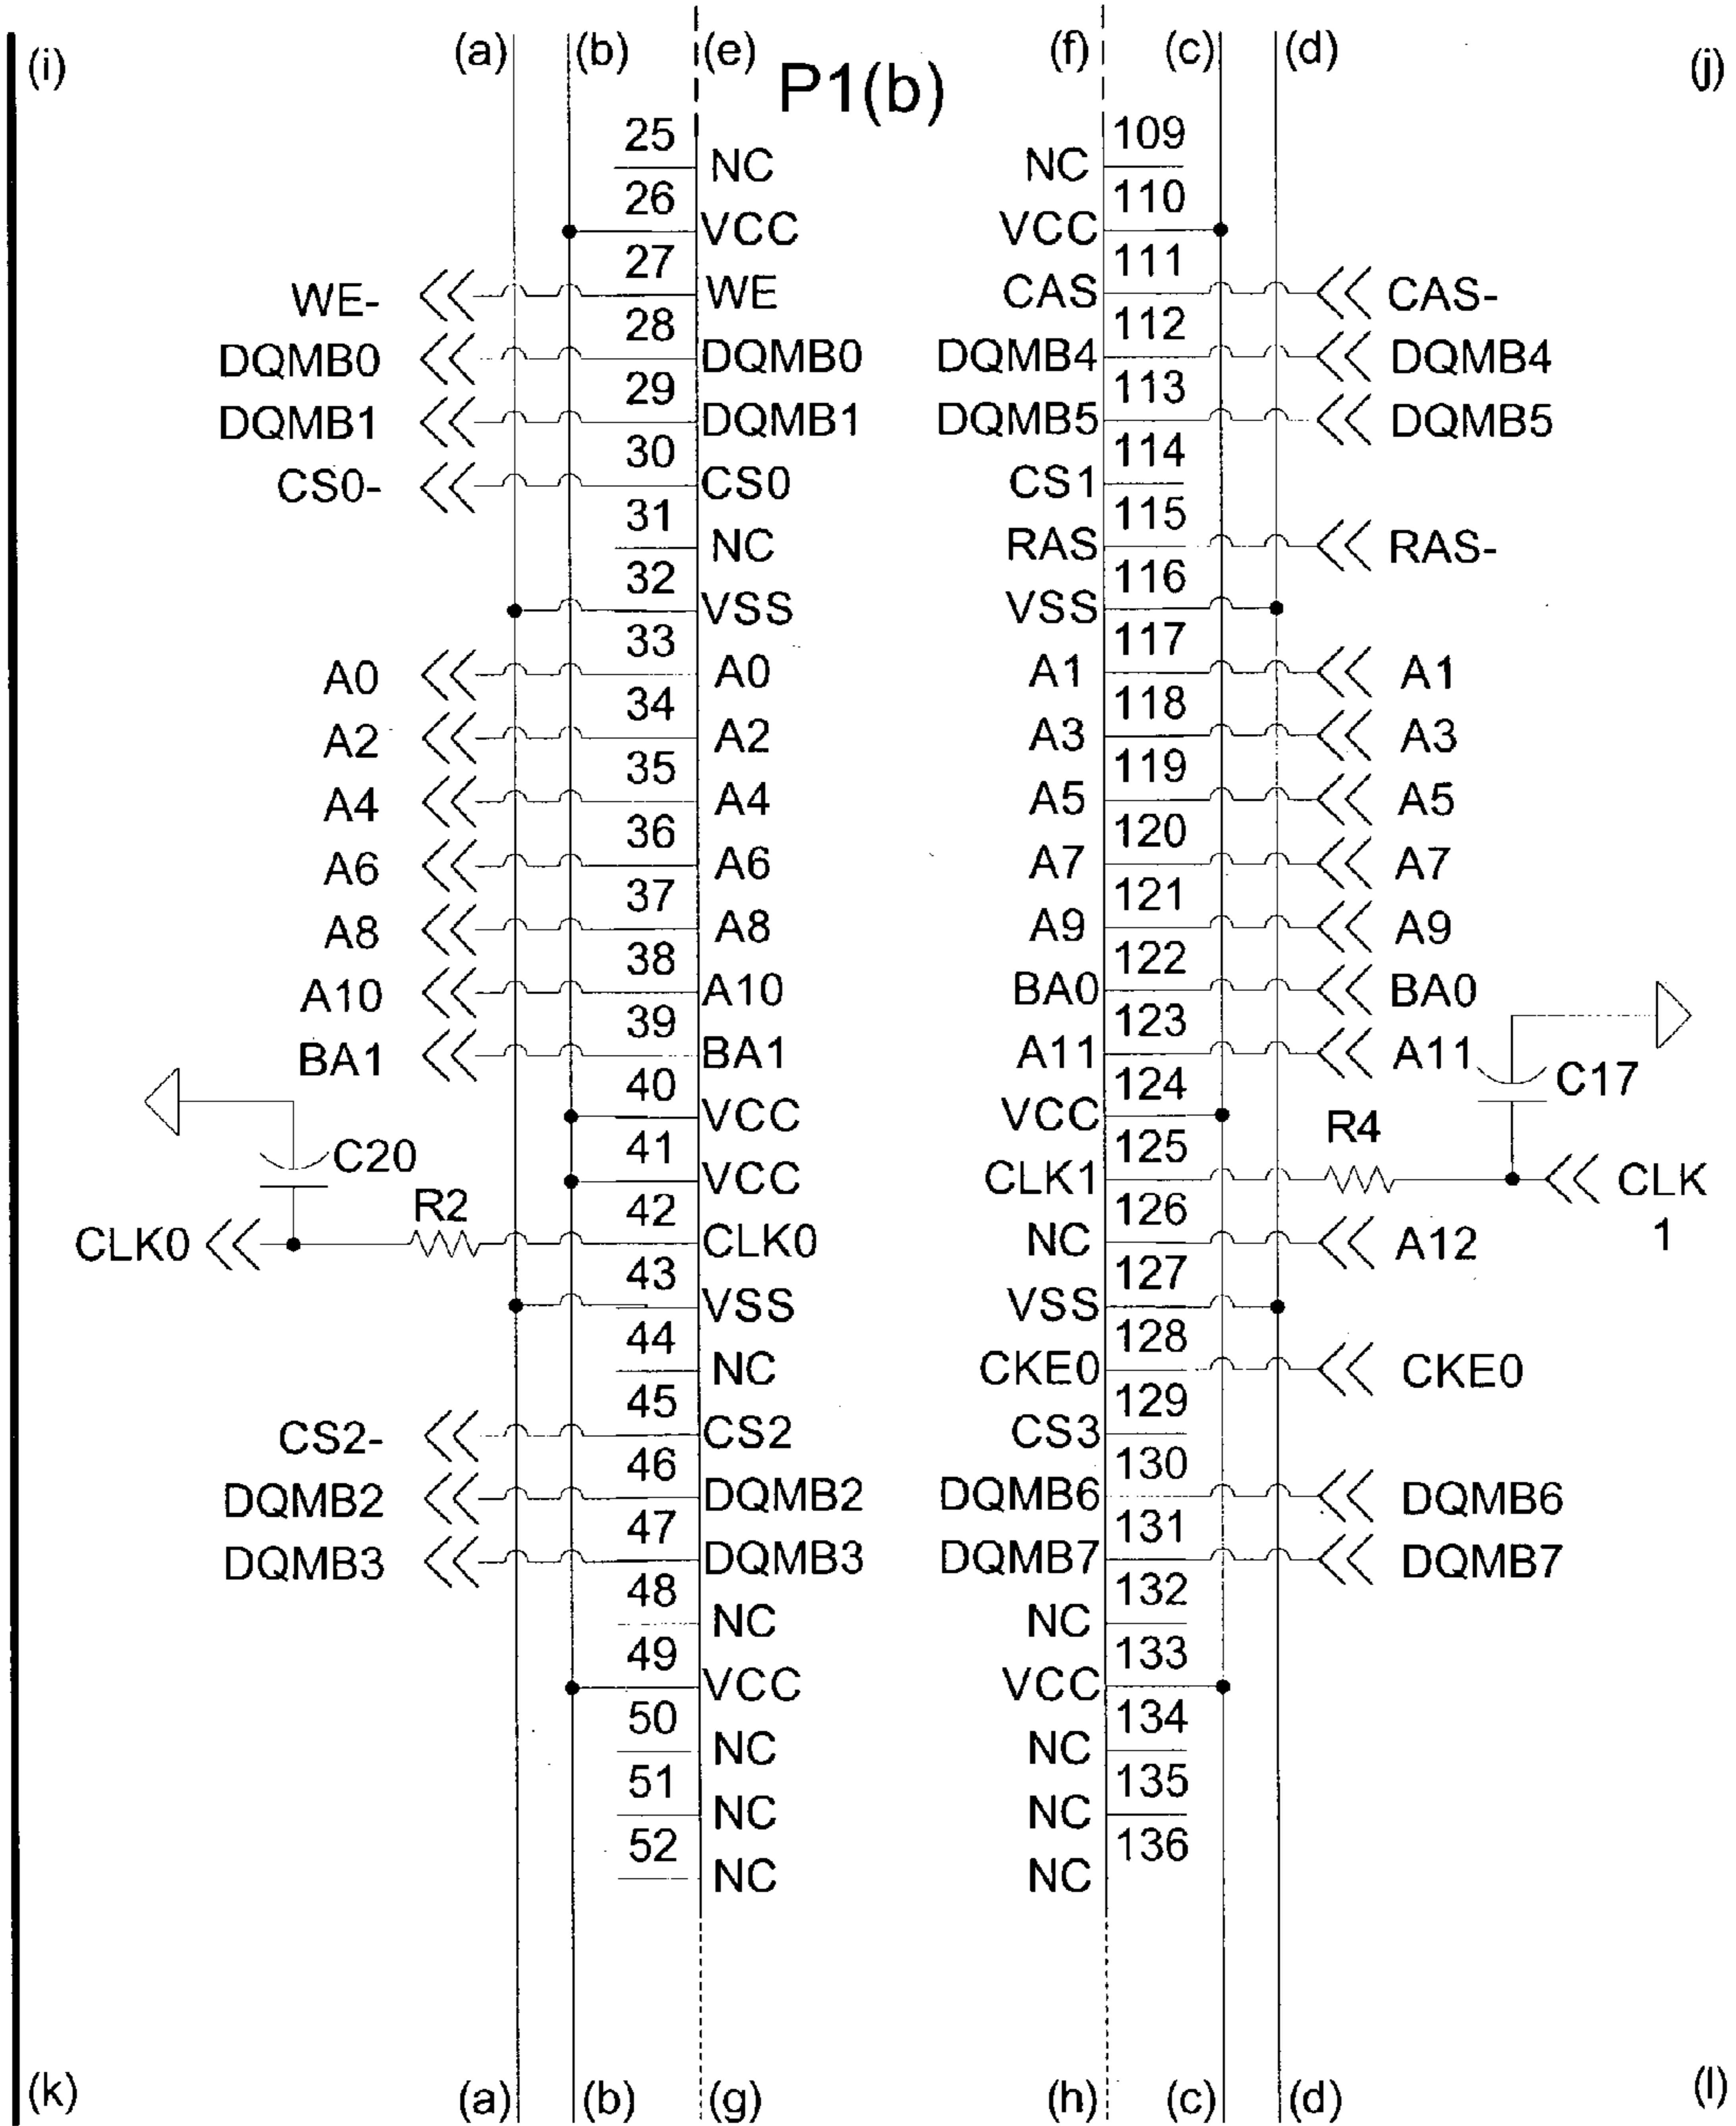 (i) (a) (b) (e) (f) (c) (d) (j)
P1(b)
25 109
NC NC
26 110
VCC VCC
27 111
WE- WE CAS CAS-
28 112
DQMB0 DQMB0 DQMB4 DQMB4
29 113
DQMB1 DQMB1 DQMB5 DQMB5
30 114
CS0- CS0 CS1
31 115
NC RAS RAS-
32 116
VSS VSS
33 117
A0 A0 A1 A1
34 118
A2 A2 A3 A3
35 119
A4 A4 A5 A5
36 120
A6 A6 A7 A7
37 121
A8 A8 A9 A9
38 122
A10 A10 BA0 BA0
39 123
BA1 BA1 A11 A11 C17
40 124
VCC VCC R4
C20 41 125
VCC CLK1 CLK
R2 42 126
CLK0 CLK0 NC A12 1
43 127
VSS VSS
44 128
NC CKE0 CKE0
45 129
CS2- CS2 CS3
46 130
DQMB2 DQMB2 DQMB6 DQMB6
47 131
DQMB3 DQMB3 DQMB7 DQMB7
48 132
NC NC
49 133
VCC VCC
50 134
NC NC
51 135
NC NC
52 136
NC NC
(k) (a) (b) (g) (h) (c) (d) (l)